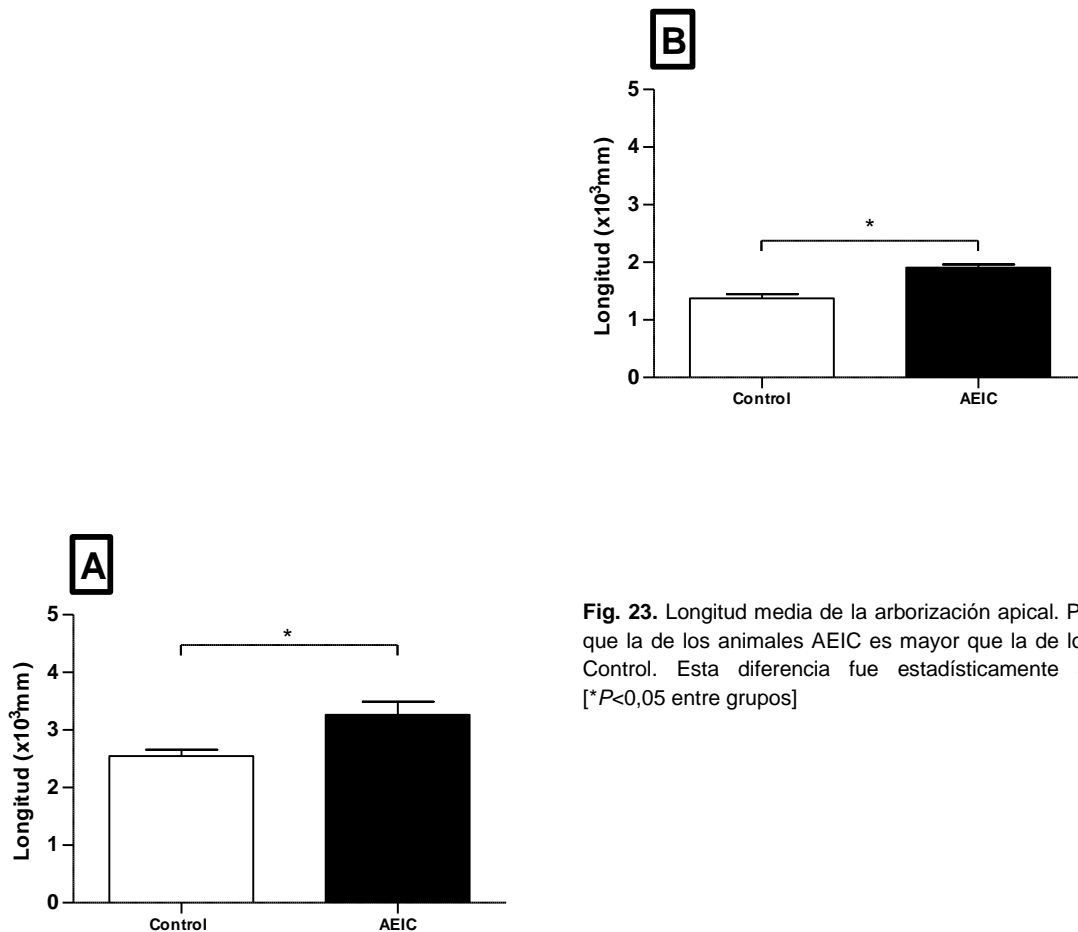 B
5
4
3
2
1
0
Longitud (x10³mm)
*
Control
AEIC
A
5
4
3
2
1
0
Longitud (x10³mm)
*
Control
AEIC
Fig. 23. Longitud media de la arborización apical.
que la de los animales AEIC es mayor que la de
Control. Esta diferencia fue estadísticamente
[*P<0,05 entre grupos]